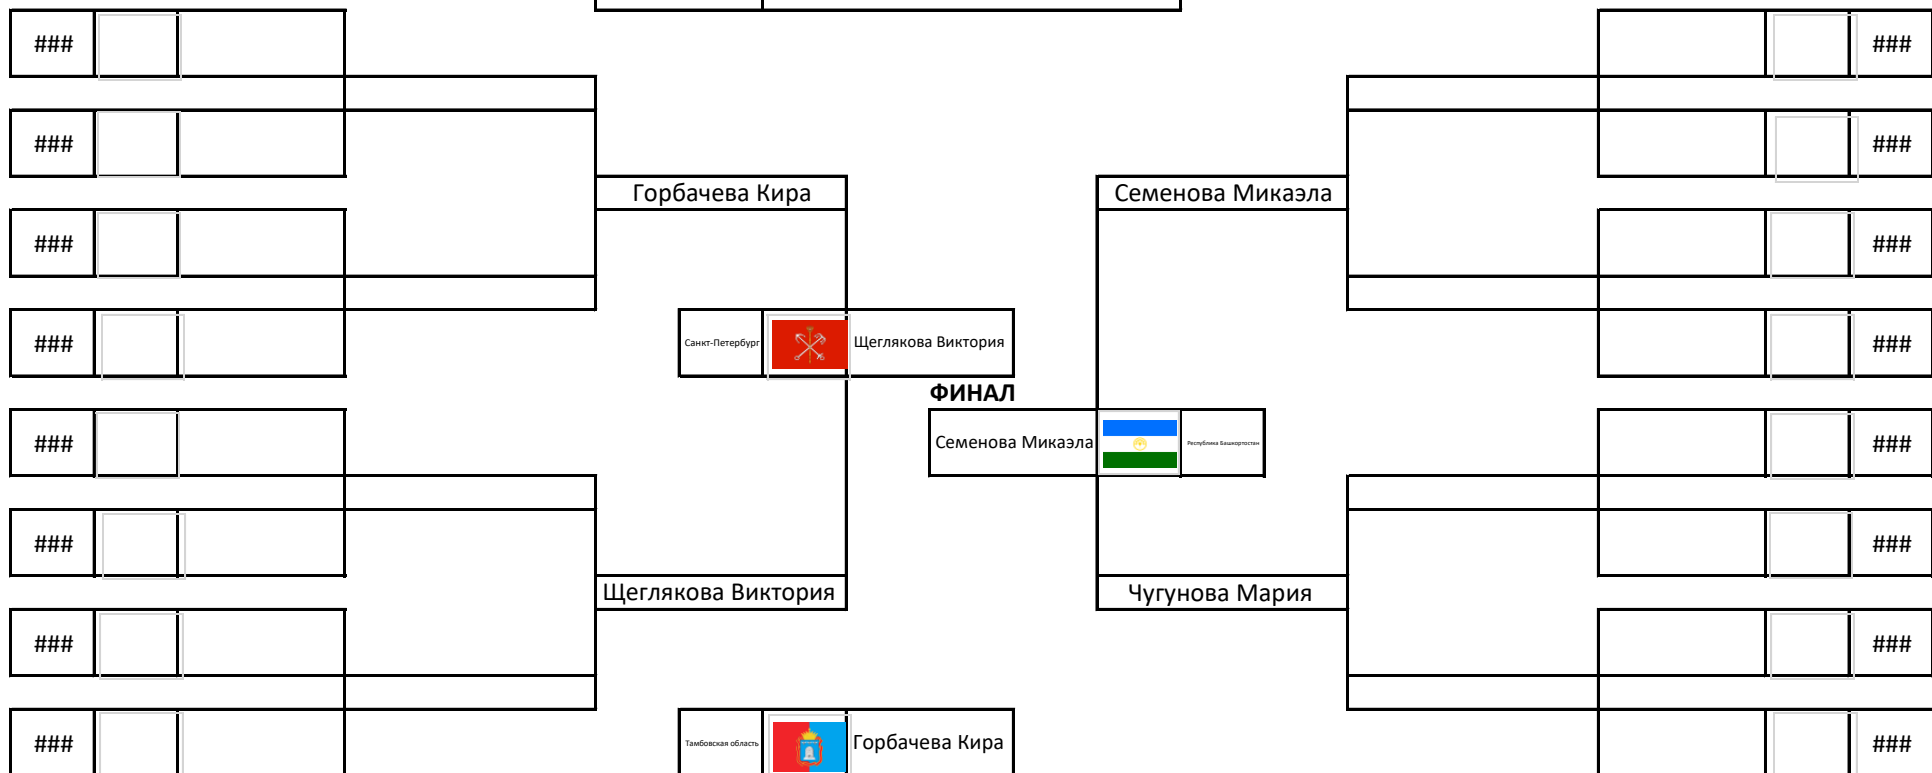 ### ###
### ###
Горбачева Кира Семенова Микаэла
### ###
### Санкт-Петербург Щеглякова Виктория ###
ФИНАЛ
### Семенова Микаэла Республика Башкортостан ###
### ###
Щеглякова Виктория Чугунова Мария
### ###
### Тамбовская область Горбачева Кира ###